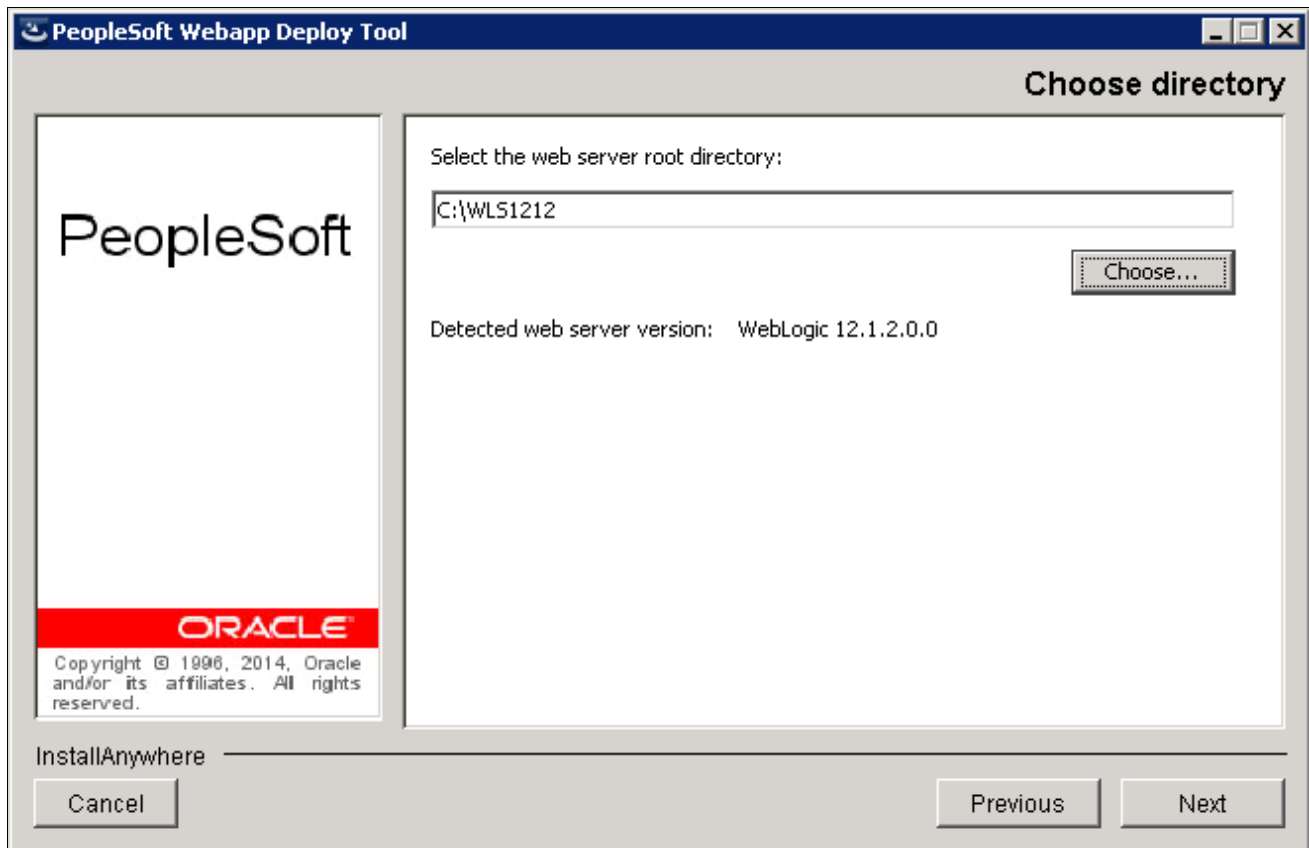 PeopleSoft Webapp Deploy Tool
Choose directory
PeopleSoft
ORACLE
Copyright © 1996, 2014, Oracle
and/or its affiliates. All rights
reserved.
Select the web server root directory:
C:\WLS1212
Choose...
Detected web server version: WebLogic 12.1.2.0.0
InstallAnywhere
Cancel
Previous
Next